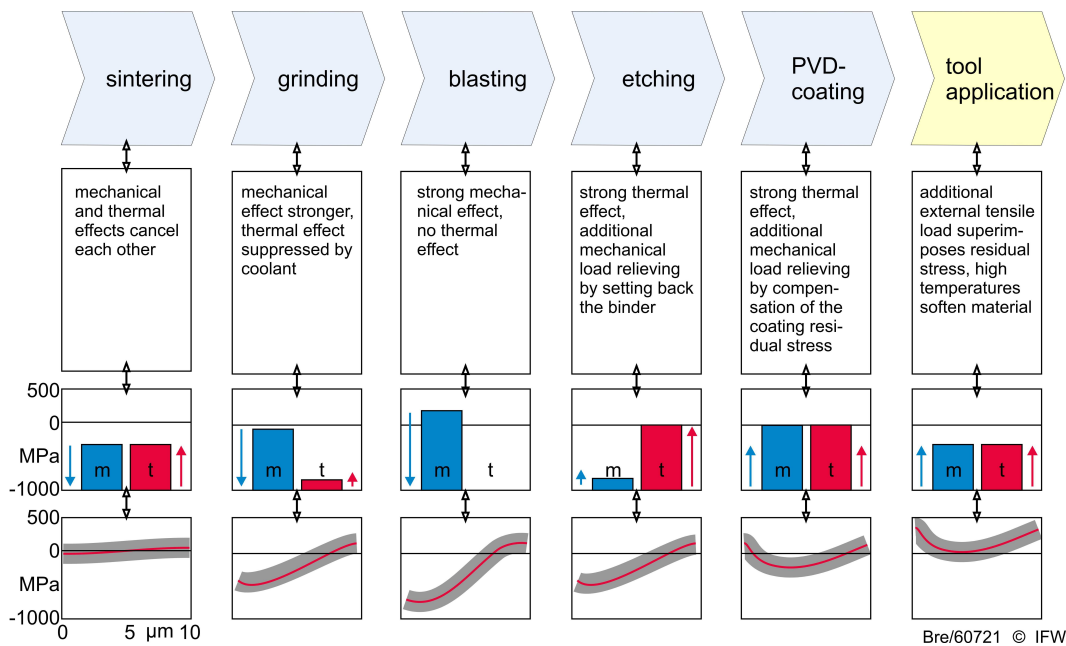 sintering
grinding
blasting
etching
PVD-
coating
tool
application
mechanical
and thermal
effects cancel
each other
mechanical
effect stronger,
thermal effect
suppressed by
coolant
strong mecha-
nical effect,
no thermal
effect
strong thermal
effect,
additional
mechanical
load relieving
by setting back
the binder
strong thermal
effect,
additional
mechanical
load relieving
by compen-
sation of the
coating resi-
dual stress
additional
external tensile
load superim-
poses residual
stress, high
temperatures
soften material
500
0
MPa
-1000
m t
m t
m t
m t
m t
m t
500
0
MPa
-1000
0 5 µm 10
Bre/60721 © IFW